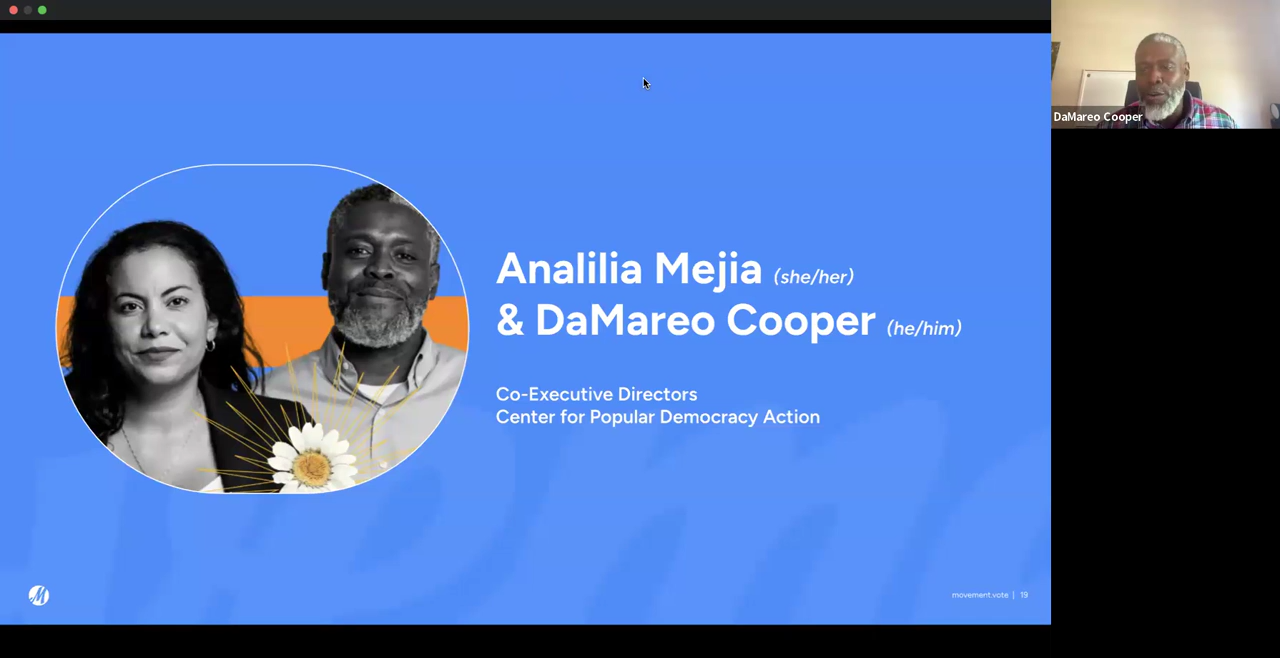 DaMareo Cooper
Analilia Mejia (she/her)
& DaMareo Cooper (he/him)
Co-Executive Directors
Center for Popular Democracy Action
movement.vote | 19